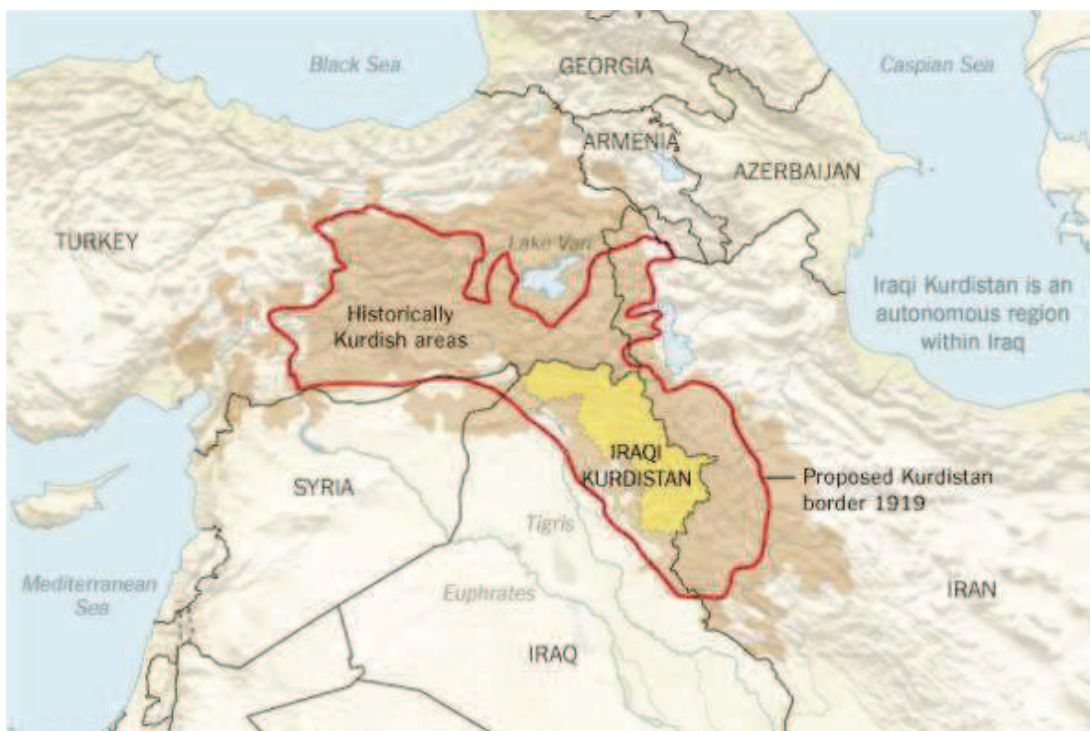 Black Sea
GEORGIA
Caspian Sea
ARMENIA
AZERBAIJAN
TURKEY
Lake Van
Iraqi Kurdistan is an
autonomous region
within Iraq
Historically
Kurdish areas
IRAQI
KURDISTAN
Proposed Kurdistan
border 1919
SYRIA
Tigris
Mediterranean
Sea
Euphrates
IRAN
IRAQ